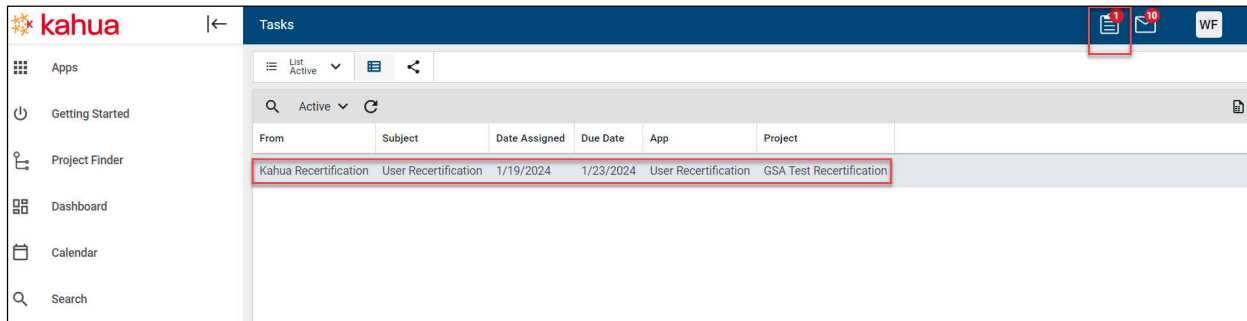 kahua
Tasks
1
10
WF
Apps
List
Active
Getting Started
Active
Project Finder
From Subject Date Assigned Due Date App Project
Kahua Recertification User Recertification 1/19/2024 1/23/2024 User Recertification GSA Test Recertification
Dashboard
Calendar
Search